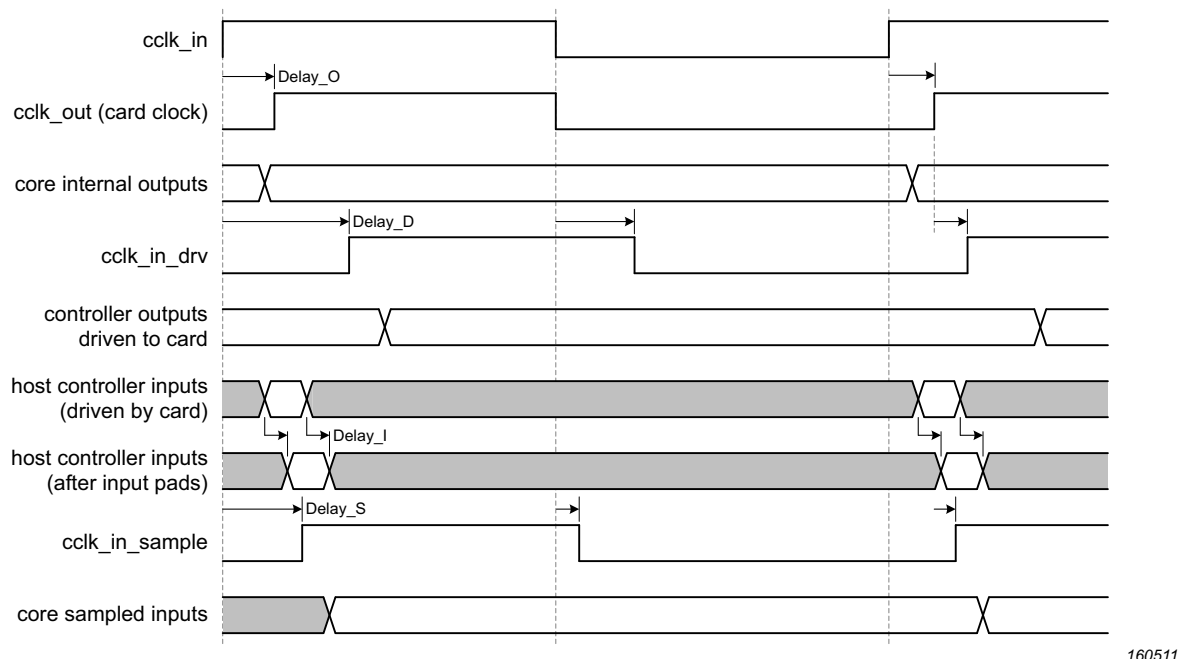 cclk_in
Delay_O
cclk_out (card clock)
core internal outputs
Delay_D
cclk_in_drv
controller outputs
driven to card
host controller inputs
(driven by card)
Delay_I
host controller inputs
(after input pads)
Delay_S
cclk_in_sample
core sampled inputs
160511